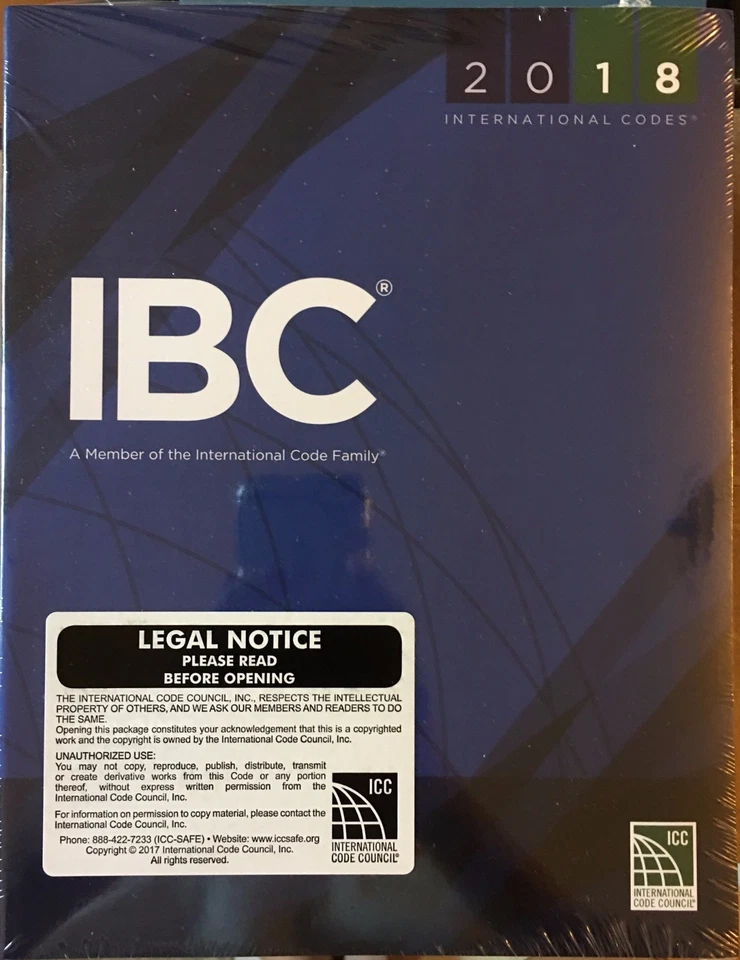 2018
INTERNATIONAL CODES®
IBC®
A Member of the International Code Family®
LEGAL NOTICE
PLEASE READ
BEFORE OPENING
THE INTERNATIONAL CODE COUNCIL, INC., RESPECTS THE INTELLECTUAL
PROPERTY OF OTHERS, AND WE ASK OUR MEMBERS AND READERS TO DO
THE SAME.
Opening this package constitutes your acknowledgement that this is a copyrighted
work and the copyright is owned by the International Code Council, Inc.
UNAUTHORIZED USE:
You may not copy, reproduce, publish, distribute, transmit
or create derivative works from this Code or any portion
thereof, without express written permission from the
International Code Council, Inc.
For information on permission to copy material, please contact the
International Code Council, Inc.
Phone: 888-422-7233 (ICC-SAFE) • Website: www.iccsafe.org
Copyright © 2017 International Code Council, Inc.
All rights reserved.
ICC
INTERNATIONAL
CODE COUNCIL®
ICC
INTERNATIONAL
CODE COUNCIL®